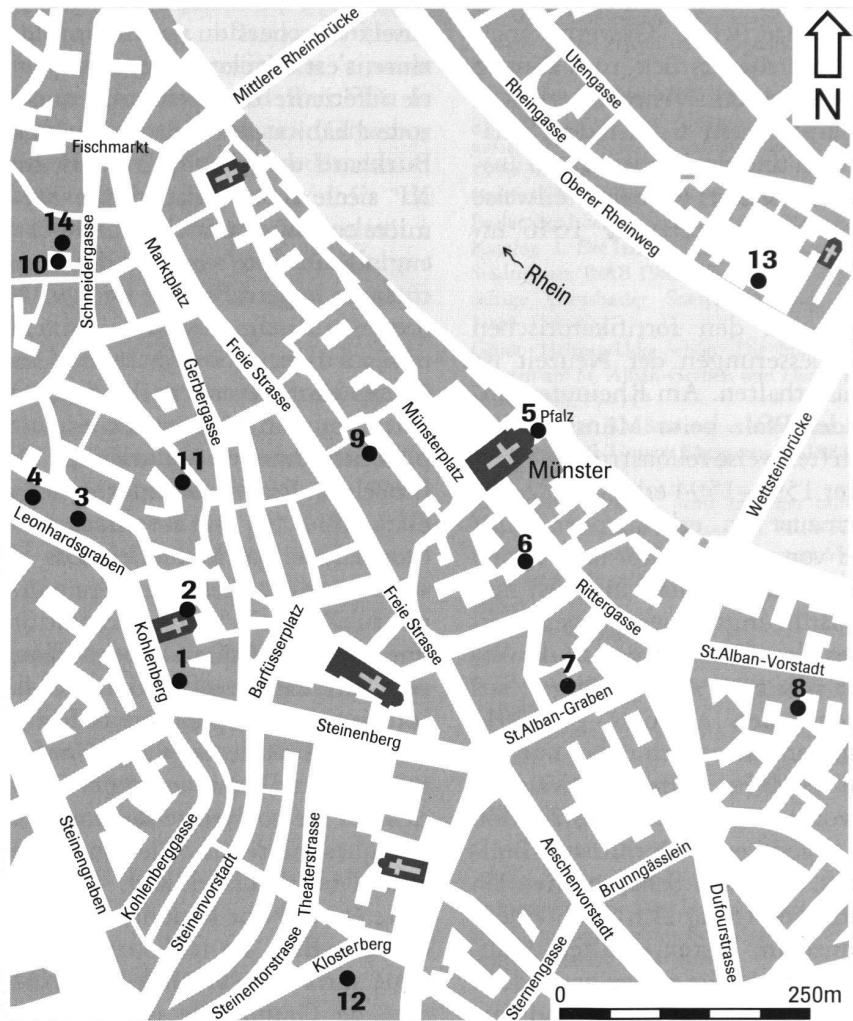 Mittlere Rheinbrücke
Utengasse
Rheingasse
N
Fischmarkt
Oberer Rheinweg
14
10
Schneidergasse
Marktplatz
Rhein
13
Freie Strasse
Gerbergasse
Münsterplatz
5 Pfalz
9
Münster
Wettsteinbrücke
11
4
3
Leonhardsgraben
6
2
Kohlenberg
Barfüsserplatz
Freie Strasse
Rittergasse
1
7
St.Alban-Vorstadt
8
St.Alban-Graben
Steinenberg
Steinengraben
Kohlenberggasse
Steinenvorstadt
Theaterstrasse
Aeschenvorstadt
Brunngässlein
Dufourstrasse
Steinentorstrasse
Klosterberg
12
Sternengasse
0 250m